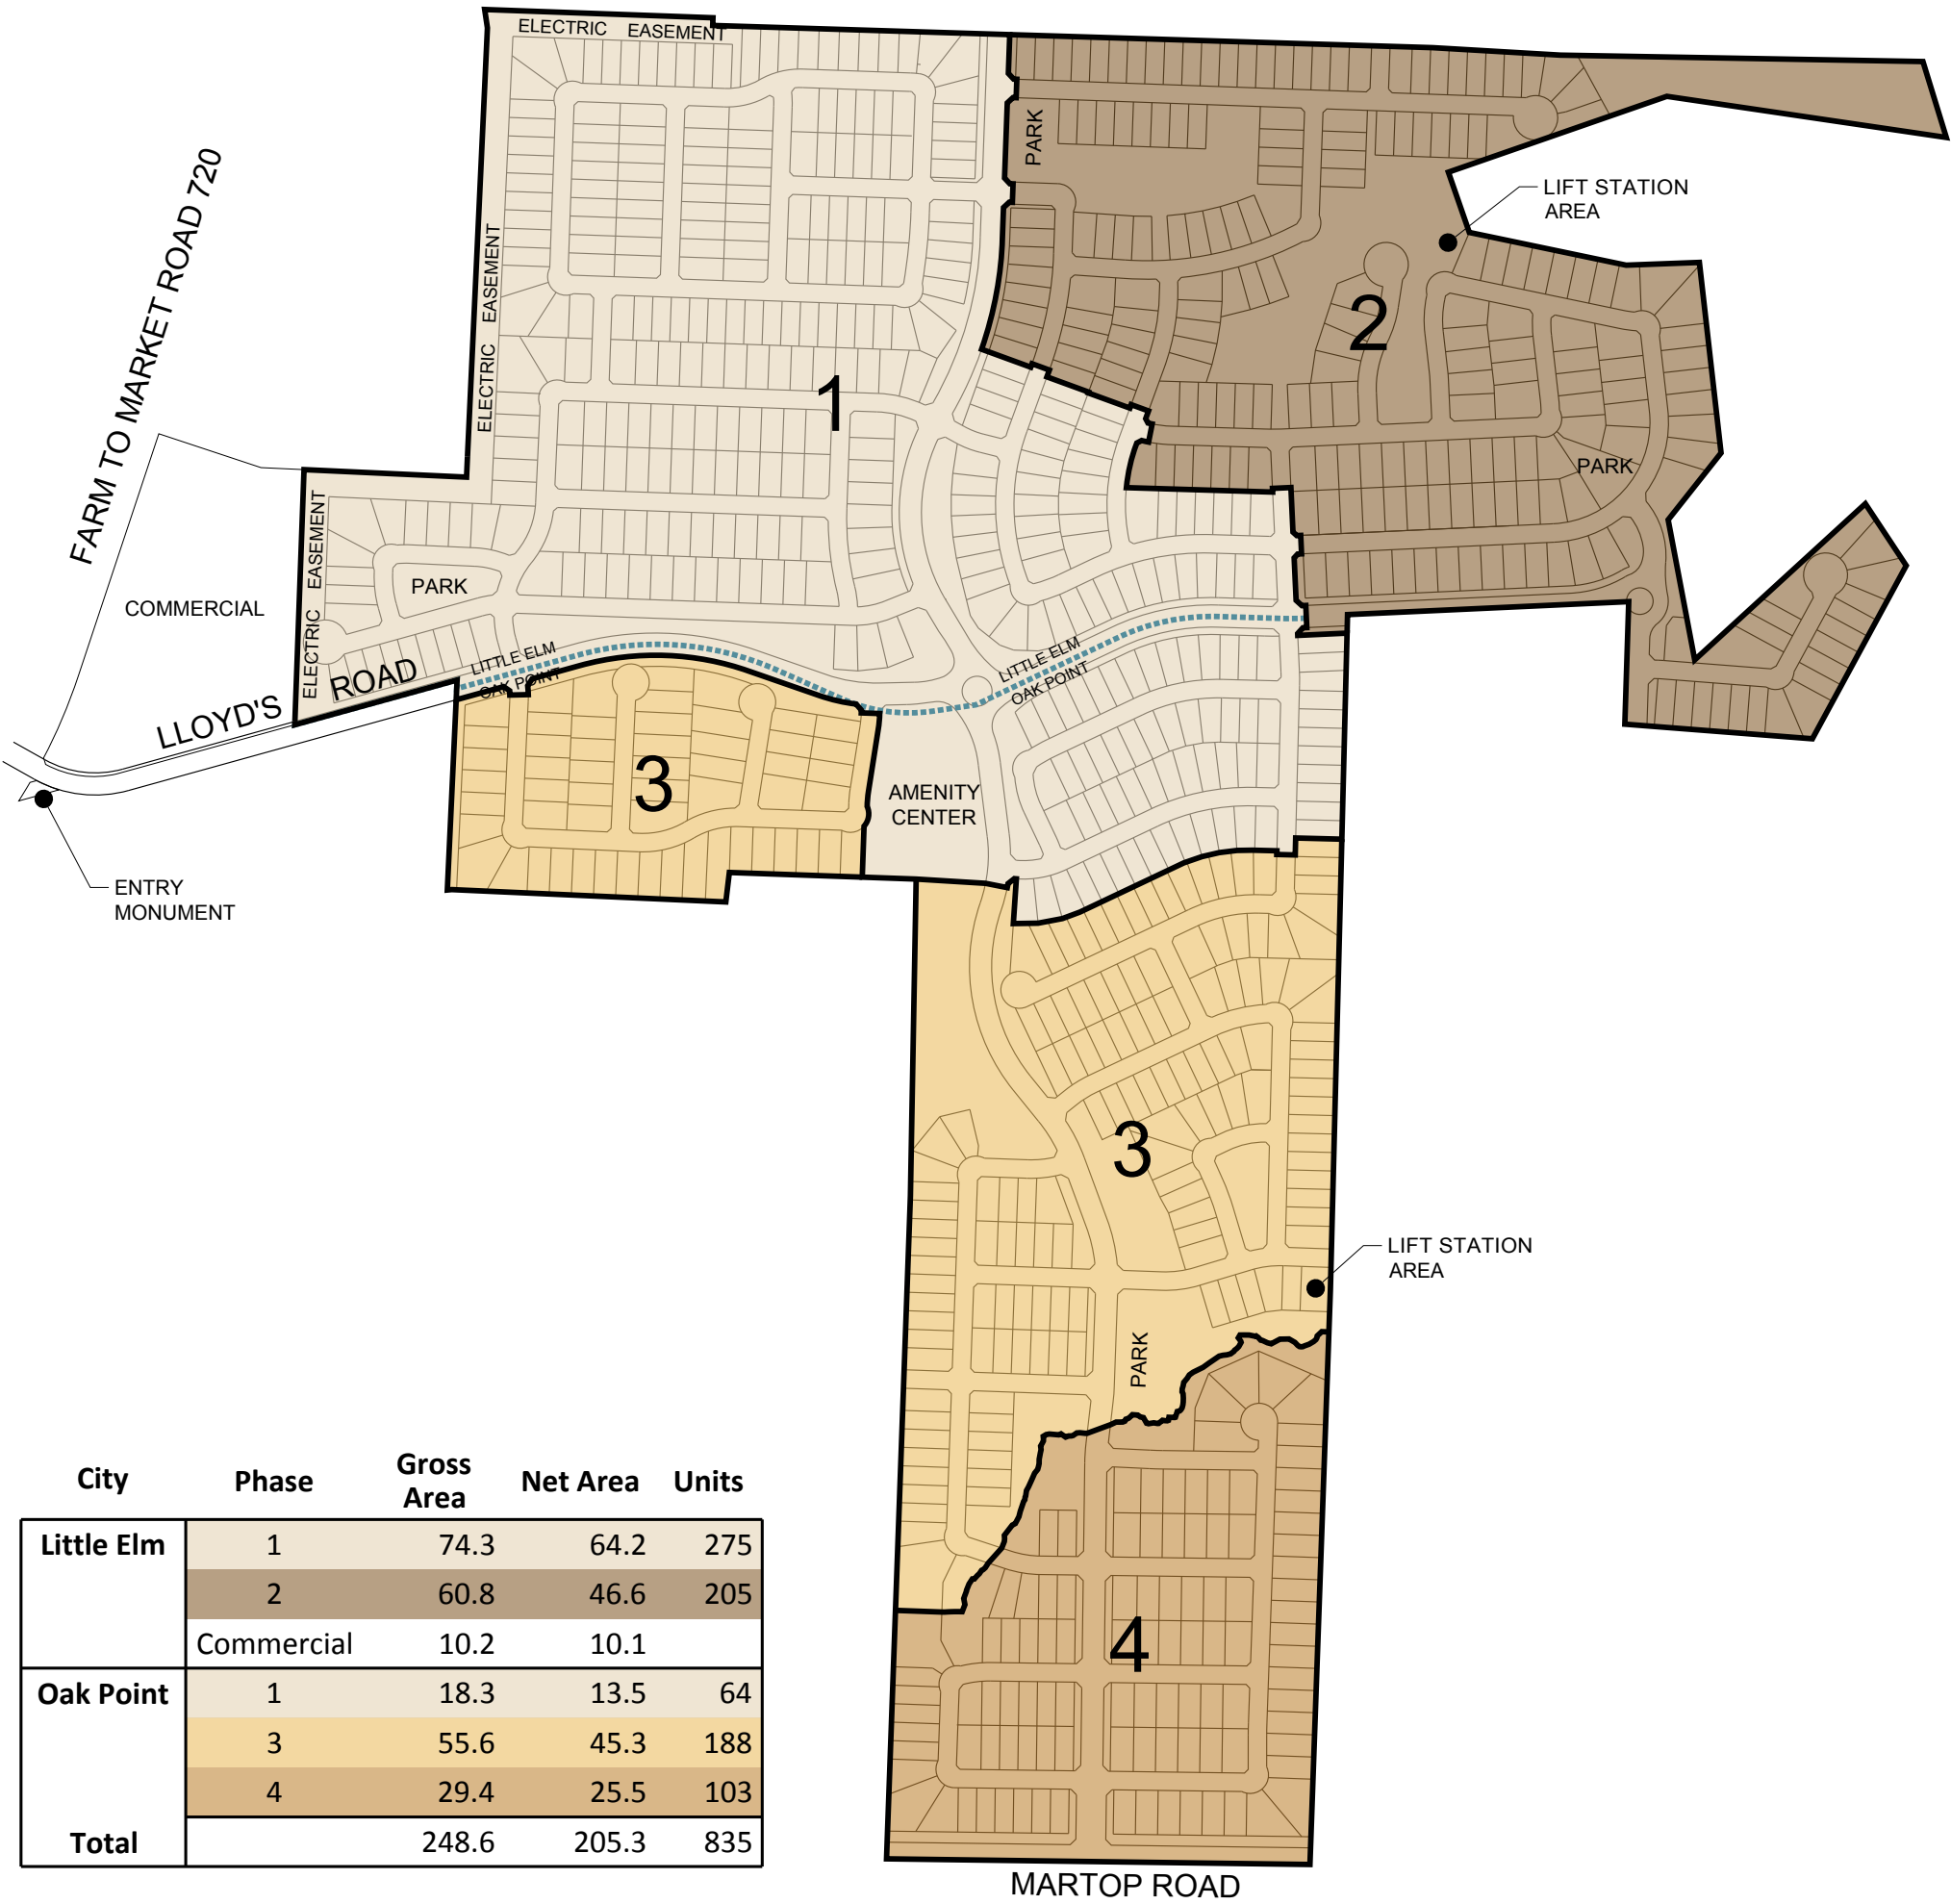 ELECTRIC EASEMENT
PARK
FARM TO MARKET ROAD 720
LIFT STATION
AREA
ELECTRIC EASEMENT
2
1
PARK
ELECTRIC EASEMENT
PARK
COMMERCIAL
LITTLE ELM
OAK POINT
LITTLE ELM
OAK POINT
LLOYD'S ROAD
3
AMENITY
CENTER
ENTRY
MONUMENT
3
LIFT STATION
AREA
PARK
4
MARTOP ROAD
City Phase Gross Area Net Area Units
Little Elm 1 74.3 64.2 275
2 60.8 46.6 205
Commercial 10.2 10.1
Oak Point 1 18.3 13.5 64
3 55.6 45.3 188
4 29.4 25.5 103
Total 248.6 205.3 835